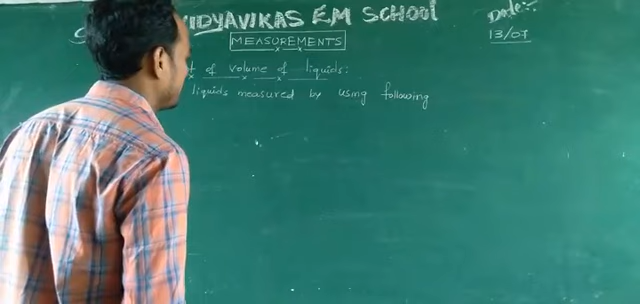 VIDYAVIKAS E.M SCHOOL
Date:-
13/07
MEASUREMENTS
t of volume of liquids:
liquids measured by using following